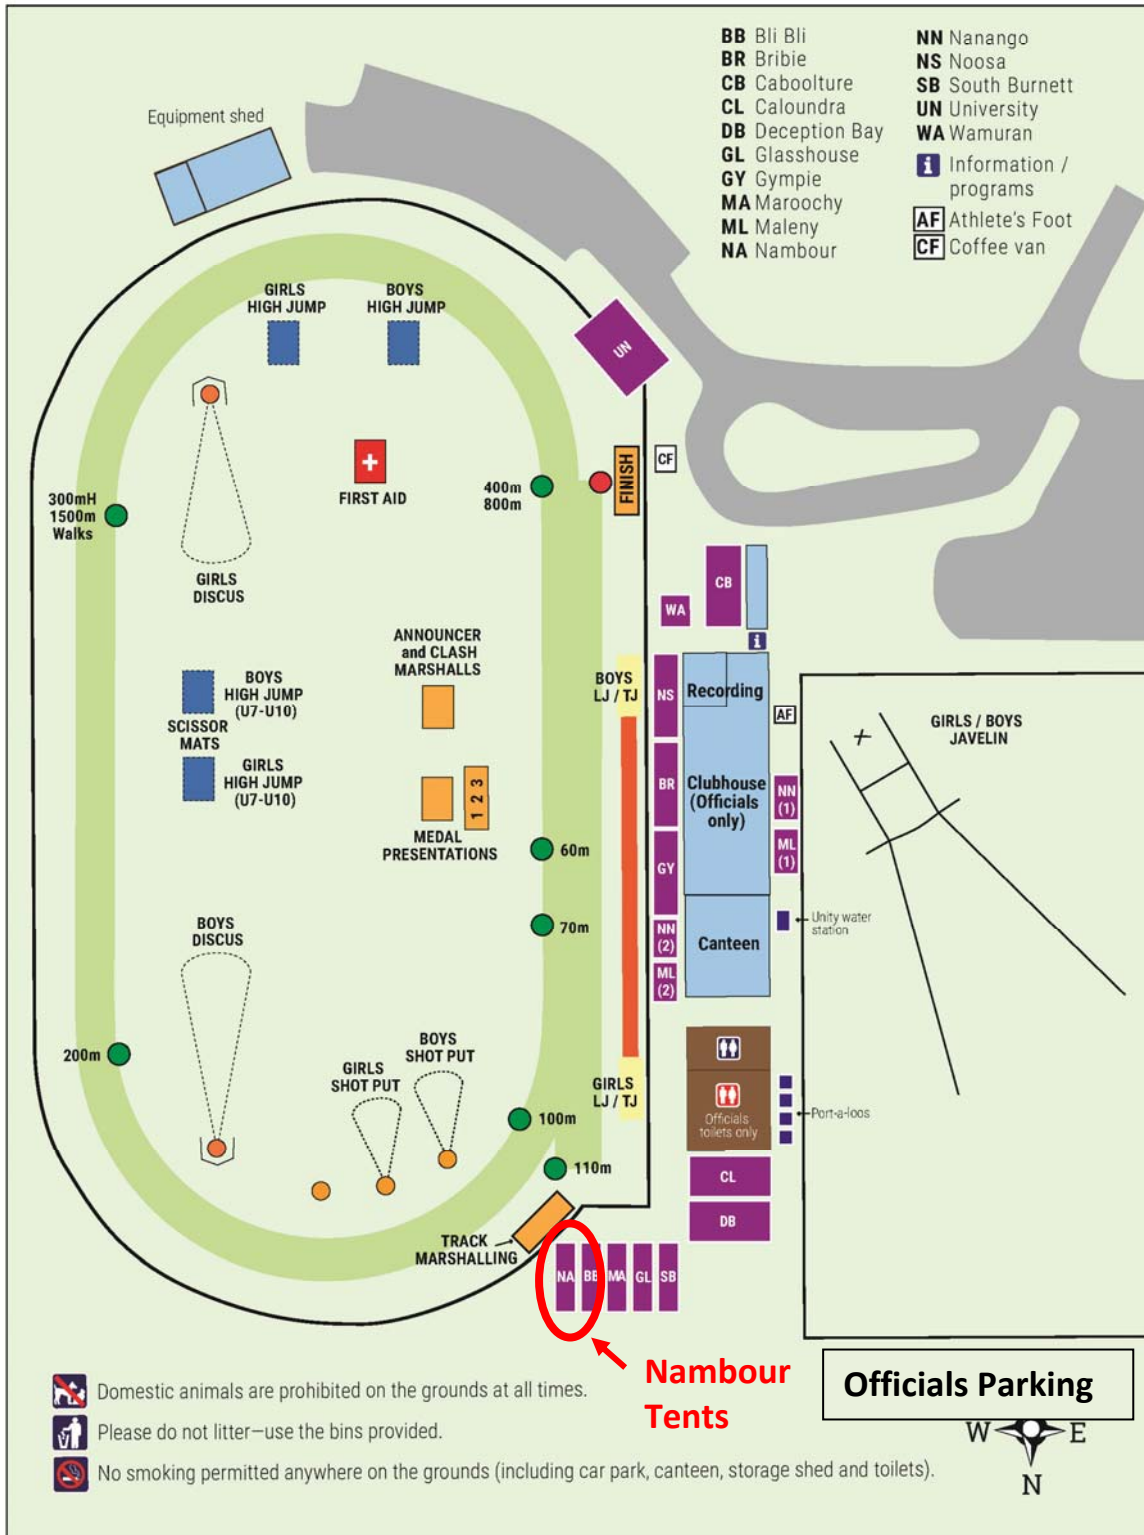 BB Bli Bli
BR Bribie
CB Caboolture
CL Caloundra
DB Deception Bay
GL Glasshouse
GY Gympie
MA Maroochy
ML Maleny
NA Nambour
NN Nanango
NS Noosa
SB South Burnett
UN University
WA Wamuran
i Information /
programs
AF Athlete's Foot
CF Coffee van
Equipment shed
GIRLS
HIGH JUMP
BOYS
HIGH JUMP
UN
FIRST AID
400m
800m
FINISH
CF
300mH
1500m
Walks
GIRLS
DISCUS
CB
WA
i
ANNOUNCER
and CLASH
MARSHALLS
BOYS
LJ / TJ
NS
Recording
AF
GIRLS / BOYS
JAVELIN
BOYS
HIGH JUMP
(U7-U10)
SCISSOR
MATS
GIRLS
HIGH JUMP
(U7-U10)
1 2 3
MEDAL
PRESENTATIONS
BR
Clubhouse
(Officials
only)
NN
(1)
ML
(1)
60m
GY
70m
NN
(2)
Canteen
Unity water
station
ML
(2)
BOYS
DISCUS
200m
BOYS
SHOT PUT
GIRLS
SHOT PUT
GIRLS
LJ / TJ
100m
110m
Officials
toilets only
Port-a-loos
CL
DB
TRACK
MARSHALLING
NA
BB
MA
GL
SB
Nambour
Tents
Officials Parking
W
E
N
Domestic animals are prohibited on the grounds at all times.
Please do not litter–use the bins provided.
No smoking permitted anywhere on the grounds (including car park, canteen, storage shed and toilets).